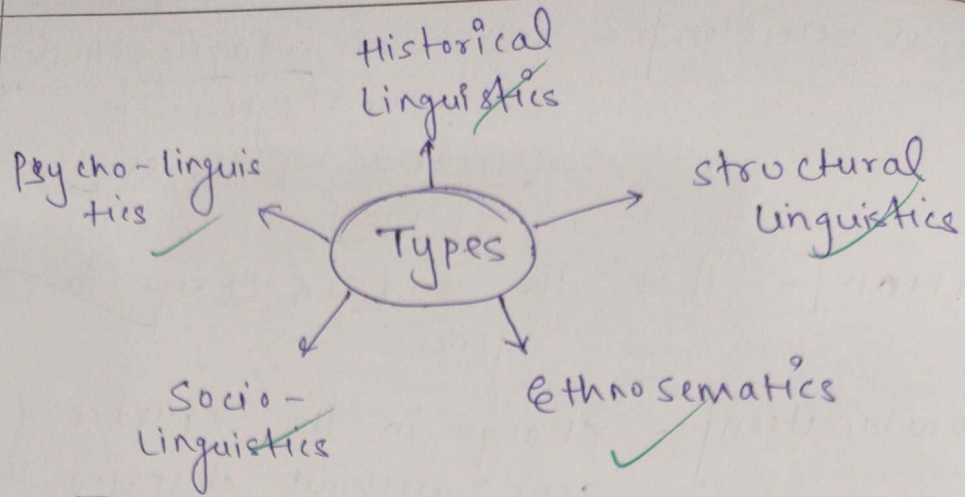 Historical
Linguistics
Psycho-linguis
tics
structural
Linguistics
Types
Socio-
Linguistics
Ethnosematics